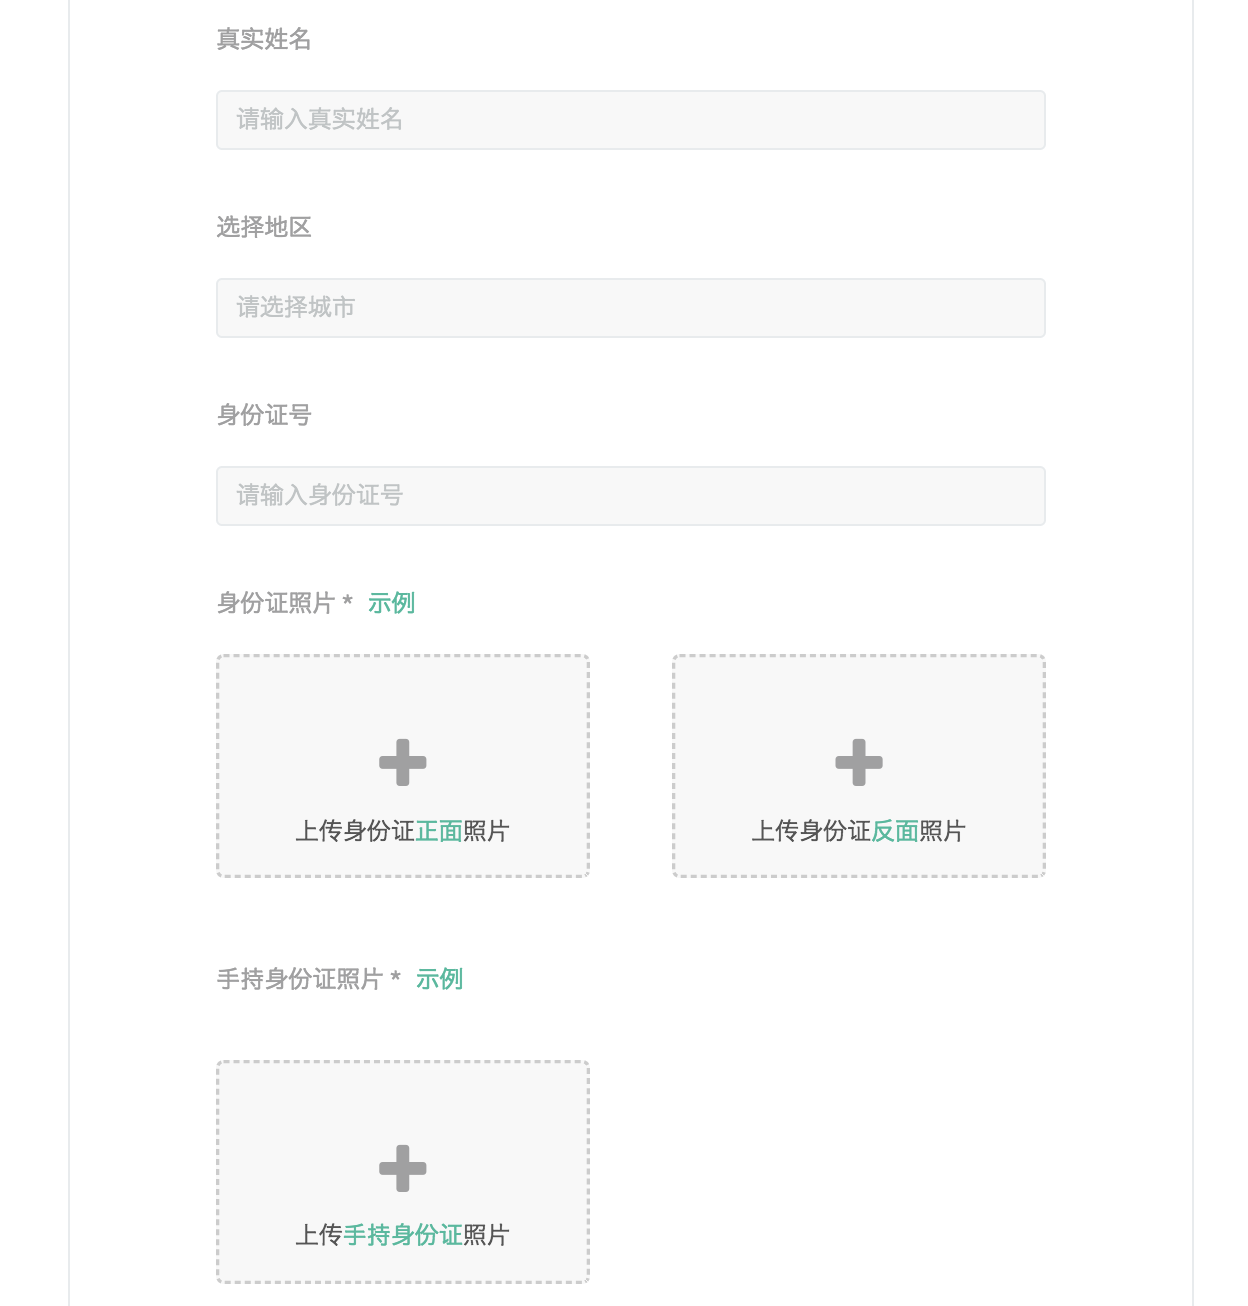 真实姓名
请输入真实姓名
选择地区
请选择城市
身份证号
请输入身份证号
身份证照片 * 示例
上传身份证正面照片
上传身份证反面照片
手持身份证照片 * 示例
上传手持身份证照片